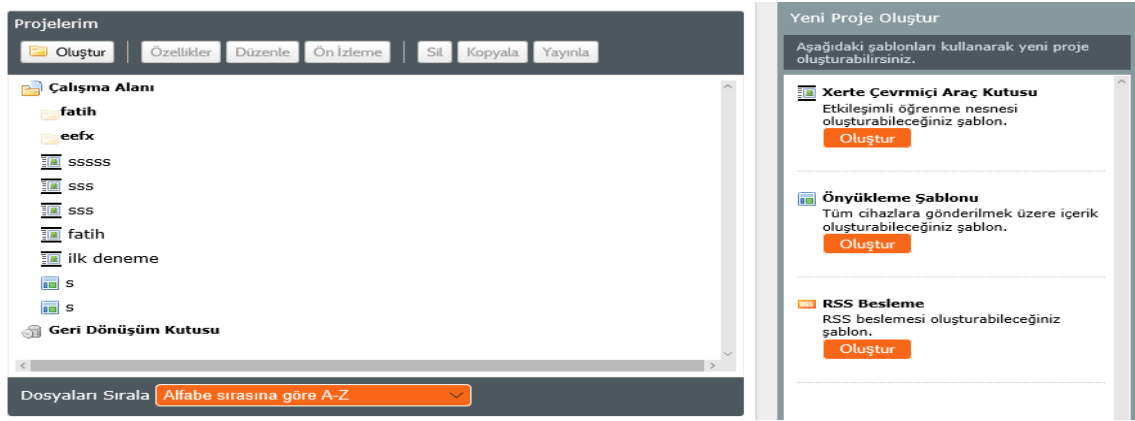 Projelerim
Oluştur Özellikler Düzenle Ön İzleme Sil Kopyala Yayınla
Çalışma Alanı
fatih
eefx
sssss
sss
sss
fatih
ilk deneme
s
s
Geri Dönüşüm Kutusu
Dosyaları Sırala Alfabe sırasına göre A-Z
Yeni Proje Oluştur
Aşağıdaki şablonları kullanarak yeni proje
oluşturabilirsiniz.
Xerte Çevrmiçi Araç Kutusu
Etkileşimli öğrenme nesnesi
oluşturabileceğiniz şablon.
Oluştur
Önyükleme Şablonu
Tüm cihazlara gönderilmek üzere içerik
oluşturabileceğiniz şablon.
Oluştur
RSS Besleme
RSS beslemesi oluşturabileceğiniz
şablon.
Oluştur